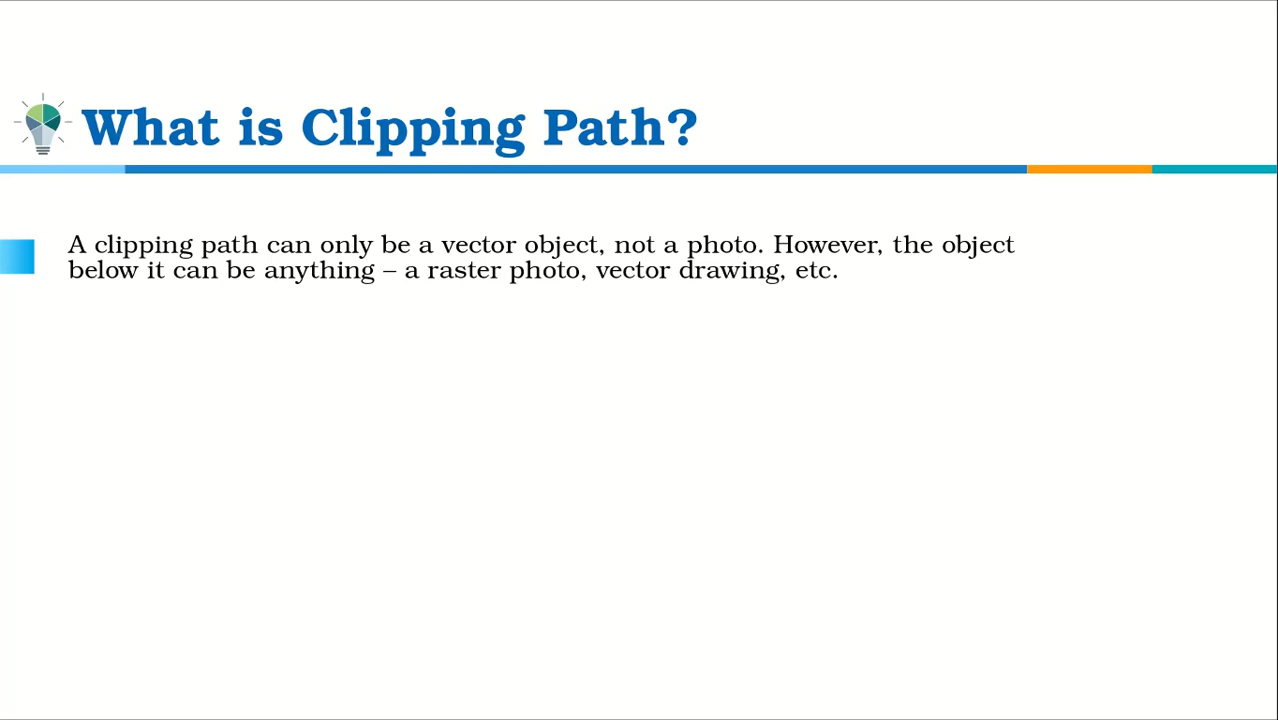 What is Clipping Path?
A clipping path can only be a vector object, not a photo. However, the object
below it can be anything – a raster photo, vector drawing, etc.